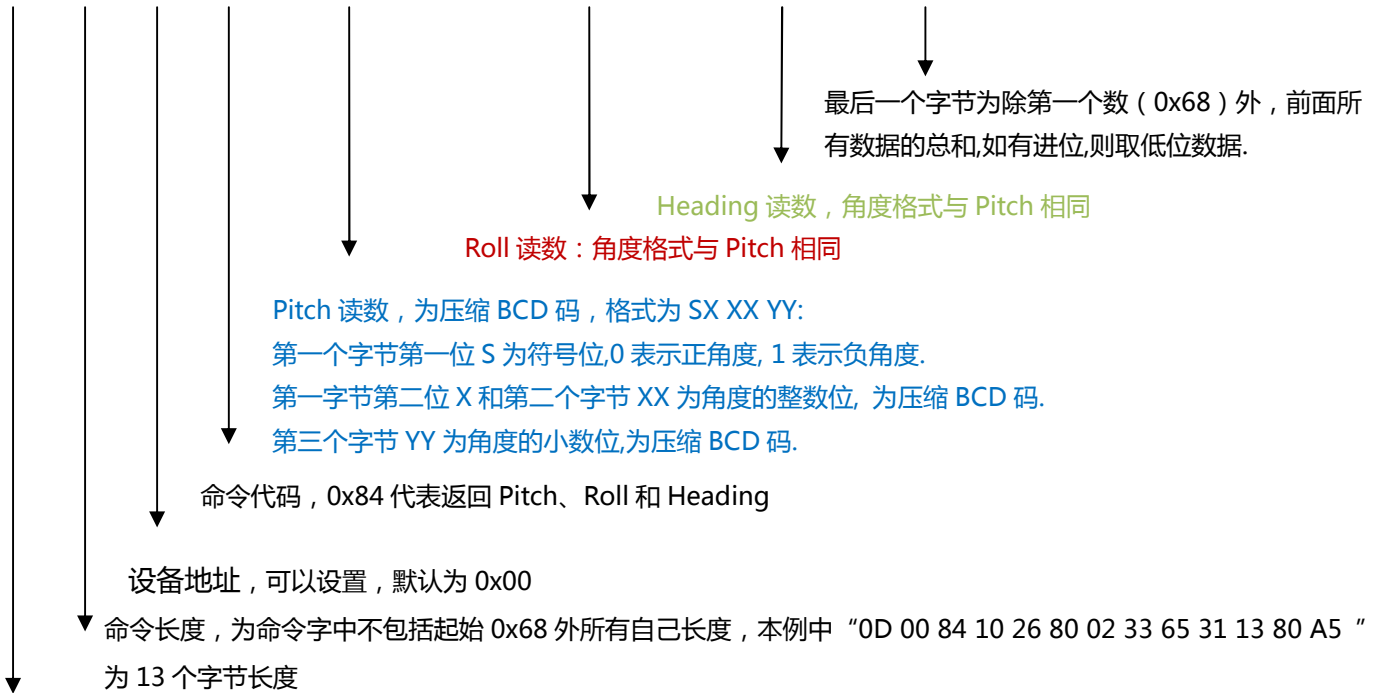 最后一个字节为除第一个数（0x68）外，前面所
有数据的总和,如有进位,则取低位数据.
Heading 读数，角度格式与 Pitch 相同
Roll 读数：角度格式与 Pitch 相同
Pitch 读数，为压缩 BCD 码，格式为 SX XX YY:
第一个字节第一位 S 为符号位,0 表示正角度, 1 表示负角度.
第一字节第二位 X 和第二个字节 XX 为角度的整数位, 为压缩 BCD 码.
第三个字节 YY 为角度的小数位,为压缩 BCD 码.
命令代码，0x84 代表返回 Pitch、Roll 和 Heading
设备地址，可以设置，默认为 0x00
命令长度，为命令字中不包括起始 0x68 外所有自己长度，本例中“0D 00 84 10 26 80 02 33 65 31 13 80 A5 ”
为 13 个字节长度